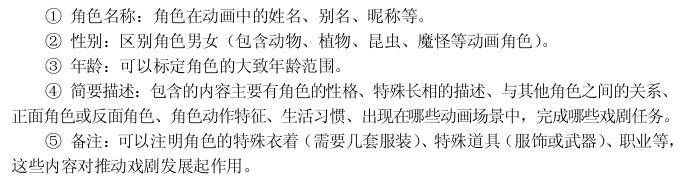 ① 角色名称：角色在动画中的姓名、别名、昵称等。
② 性别：区别角色男女（包含动物、植物、昆虫、魔怪等动画角色）。
③ 年龄：可以标定角色的大致年龄范围。
④ 简要描述：包含的内容主要有角色的性格、特殊长相的描述、与其他角色之间的关系、
正面角色或反面角色、角色动作特征、生活习惯、出现在哪些动画场景中，完成哪些戏剧任务。
⑤ 备注：可以注明角色的特殊衣着（需要几套服装）、特殊道具（服饰或武器）、职业等，
这些内容对推动戏剧发展起作用。